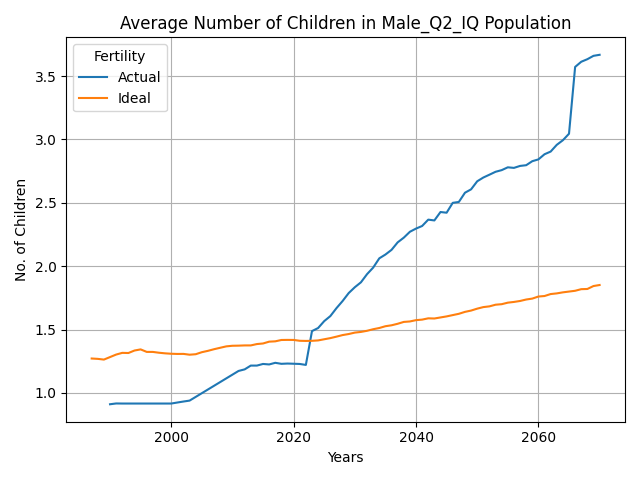 Average Number of Children in Male_Q2_IQ Population
Fertility
Actual
Ideal
No. of Children
3.5
3.0
2.5
2.0
1.5
1.0
2000 2020 2040 2060
Years